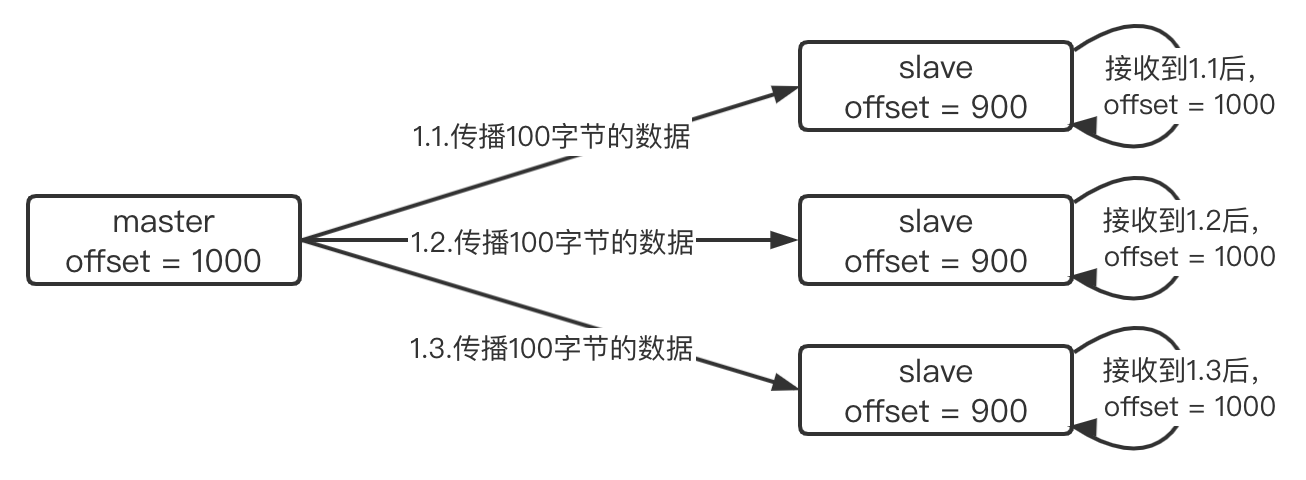 master
offset = 1000
1.1.传播100字节的数据
1.2.传播100字节的数据
1.3.传播100字节的数据
slave
offset = 900
接收到1.1后，
offset = 1000
slave
offset = 900
接收到1.2后，
offset = 1000
slave
offset = 900
接收到1.3后，
offset = 1000